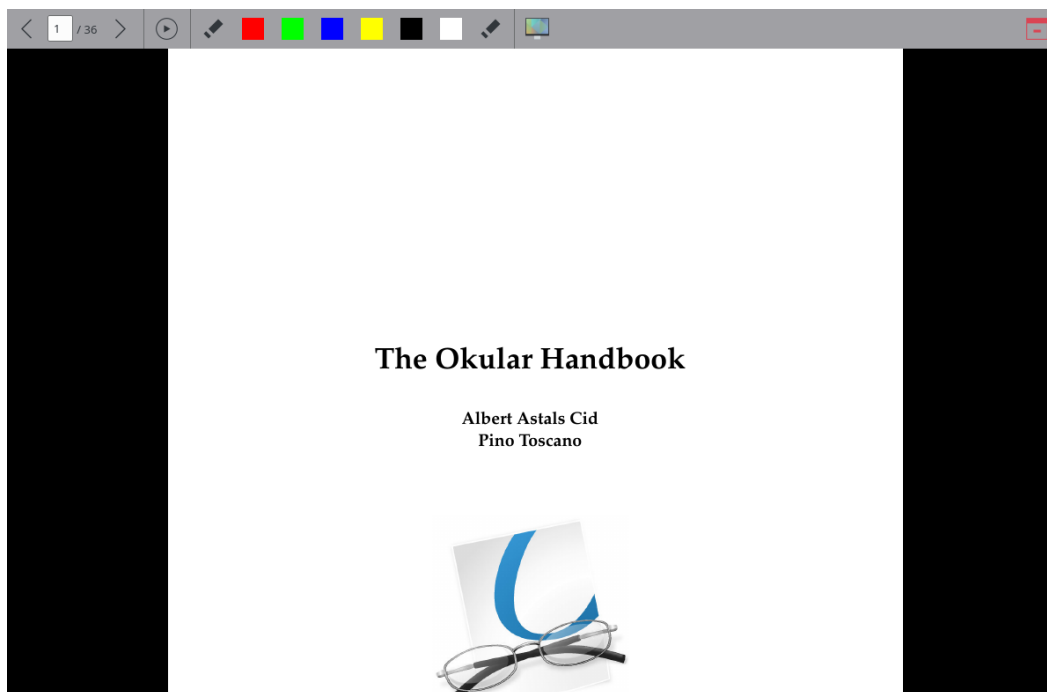 1 / 36
The Okular Handbook
Albert Astals Cid
Pino Toscano